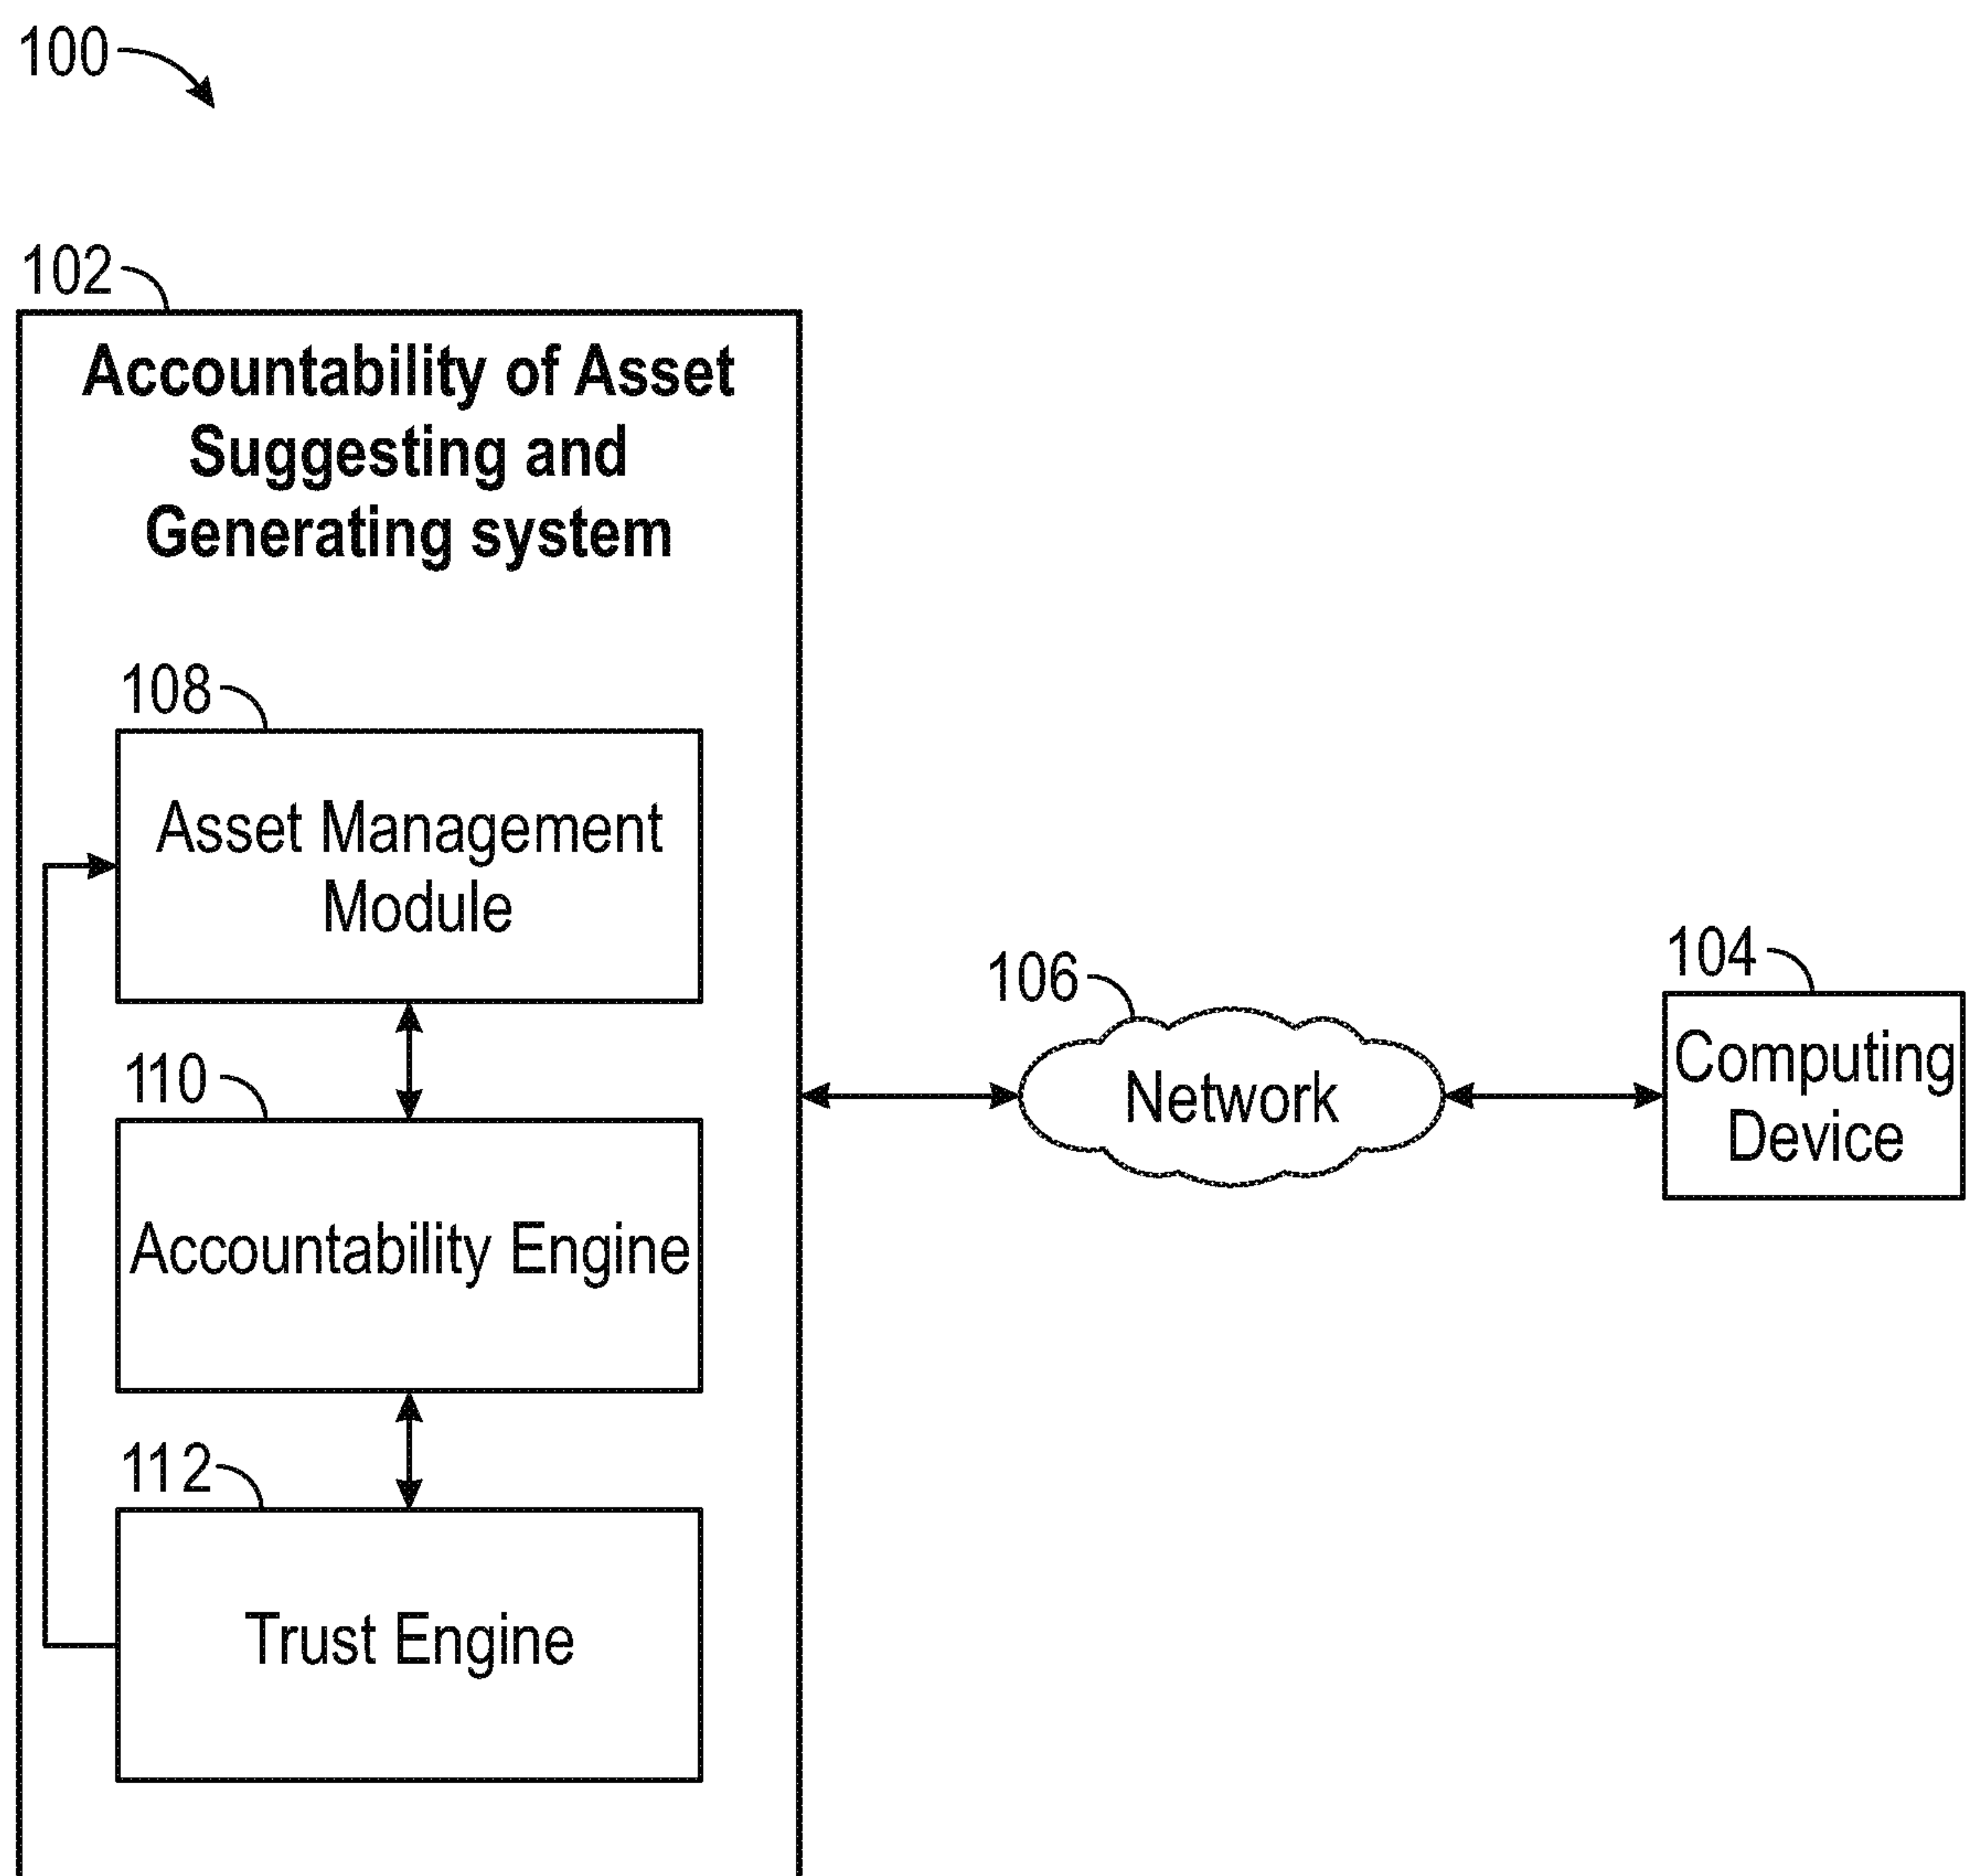 100
102
Accountability of Asset
Suggesting and
Generating system
108
Asset Management
Module
110
Accountability Engine
112
Trust Engine
106
Network
104
Computing
Device